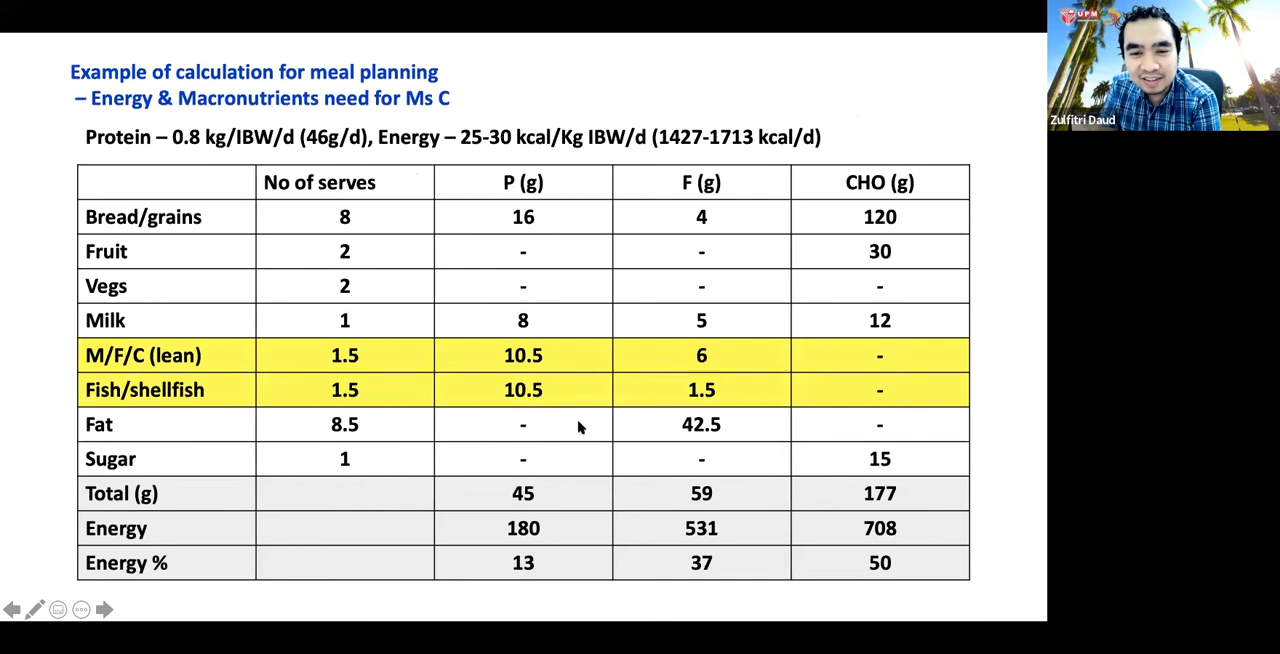 UPM
Zulfitri Daud
Example of calculation for meal planning
– Energy & Macronutrients need for Ms C
Protein – 0.8 kg/IBW/d (46g/d), Energy – 25-30 kcal/Kg IBW/d (1427-1713 kcal/d)
No of serves P (g) F (g) CHO (g)
Bread/grains 8 16 4 120
Fruit 2 - - 30
Vegs 2 - - -
Milk 1 8 5 12
M/F/C (lean) 1.5 10.5 6 -
Fish/shellfish 1.5 10.5 1.5 -
Fat 8.5 - 42.5 -
Sugar 1 - - 15
Total (g) 45 59 177
Energy 180 531 708
Energy % 13 37 50